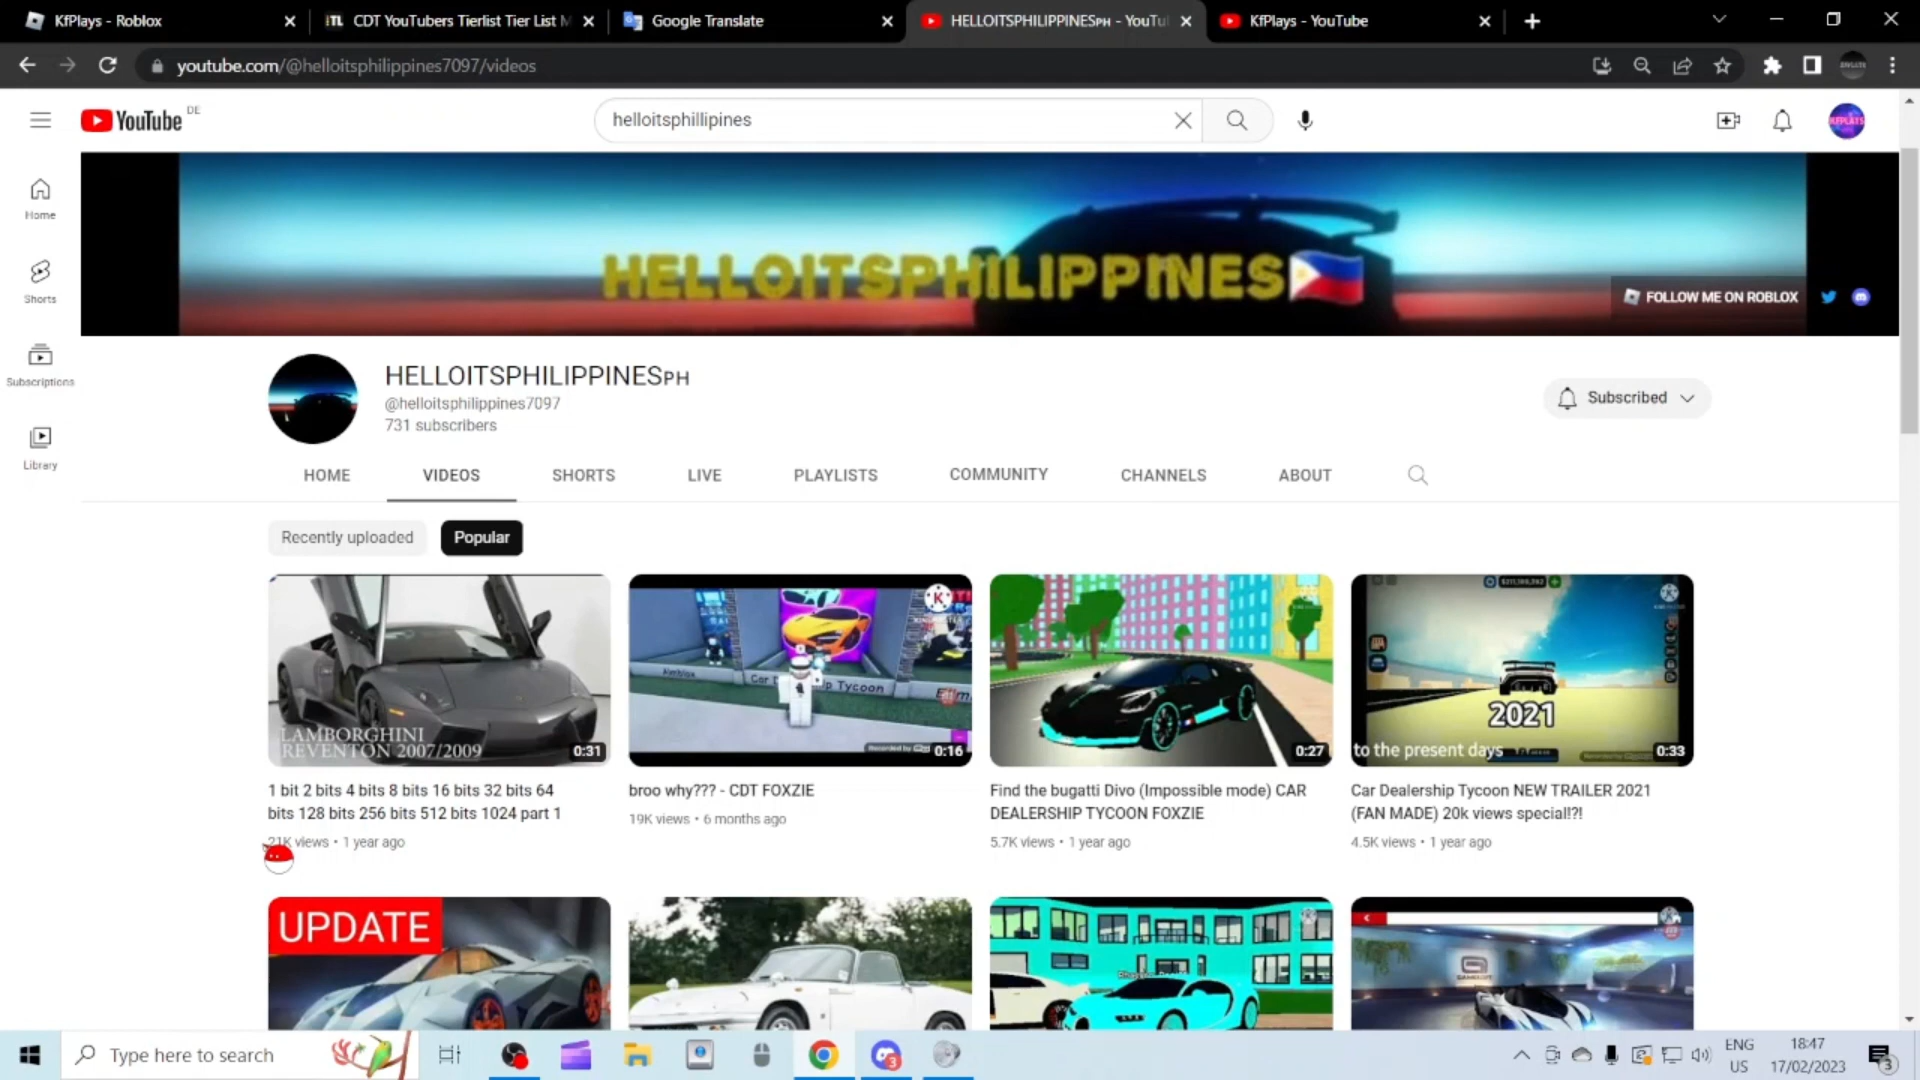 KfPlays - Roblox
CDT YouTubers Tierlist Tier List M
Google Translate
HELLOITSPHILIPPINESᴘʜ - YouTu
KfPlays - YouTube
youtube.com/@helloitsphilippines7097/videos
YouTube DE
helloitsphillipines
Home
Shorts
Subscriptions
Library
HELLOITSPHILIPPINES🇵🇭
FOLLOW ME ON ROBLOX
HELLOITSPHILIPPINESᴘʜ
@helloitsphilippines7097
731 subscribers
Subscribed
HOME
VIDEOS
SHORTS
LIVE
PLAYLISTS
COMMUNITY
CHANNELS
ABOUT
Recently uploaded
Popular
LAMBORGHINI
REVENTON 2007/2009
0:31
1 bit 2 bits 4 bits 8 bits 16 bits 32 bits 64
bits 128 bits 256 bits 512 bits 1024 part 1
21K views • 1 year ago
0:16
broo why??? - CDT FOXZIE
19K views • 6 months ago
0:27
Find the bugatti Divo (Impossible mode) CAR
DEALERSHIP TYCOON FOXZIE
5.7K views • 1 year ago
2021
to the present days
0:33
Car Dealership Tycoon NEW TRAILER 2021
(FAN MADE) 20k views special!?!
4.5K views • 1 year ago
UPDATE
Type here to search
ENG
US
18:47
17/02/2023